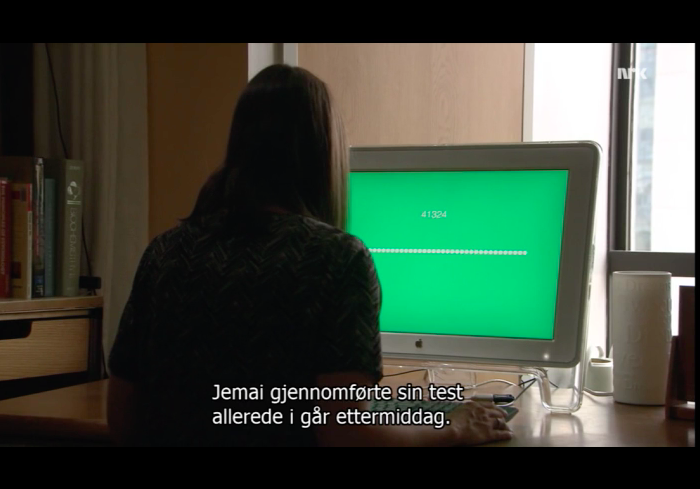 NRK
41324
Jemai gjennomførte sin test
allerede i går ettermiddag.